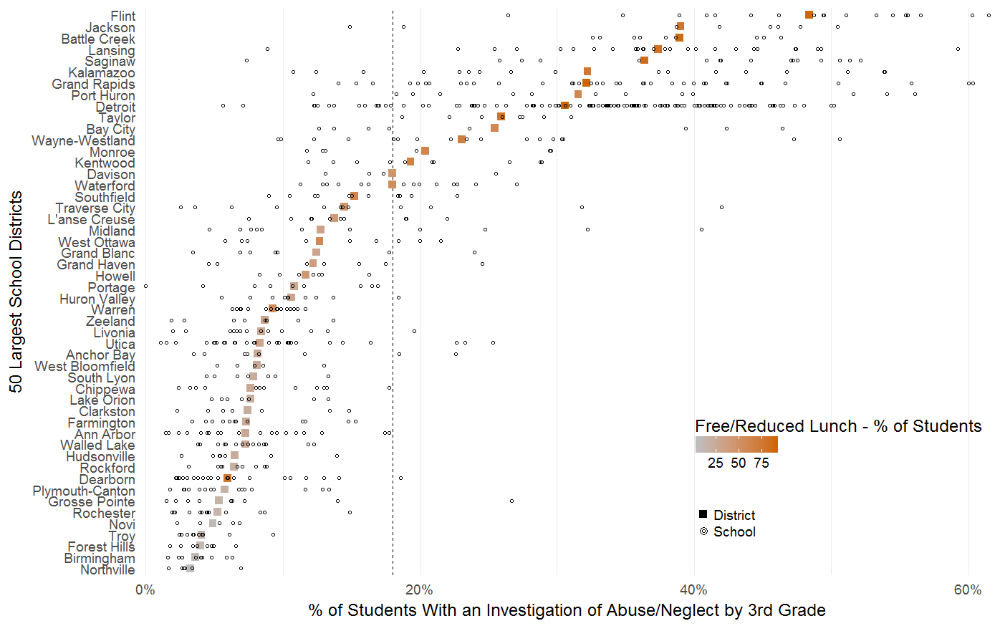 50 Largest School Districts
Flint
Jackson
Battle Creek
Lansing
Saginaw
Kalamazoo
Grand Rapids
Port Huron
Detroit
Taylor
Bay City
Wayne-Westland
Monroe
Kentwood
Davison
Waterford
Southfield
Traverse City
L'anse Creuse
Midland
West Ottawa
Grand Blanc
Grand Haven
Howell
Portage
Huron Valley
Warren
Zeeland
Livonia
Utica
Anchor Bay
West Bloomfield
South Lyon
Chippewa
Lake Orion
Clarkston
Farmington
Ann Arbor
Walled Lake
Hudsonville
Rockford
Dearborn
Plymouth-Canton
Grosse Pointe
Rochester
Novi
Troy
Forest Hills
Birmingham
Northville
Free/Reduced Lunch - % of Students
25 50 75
District
School
0% 20% 40% 60%
% of Students With an Investigation of Abuse/Neglect by 3rd Grade